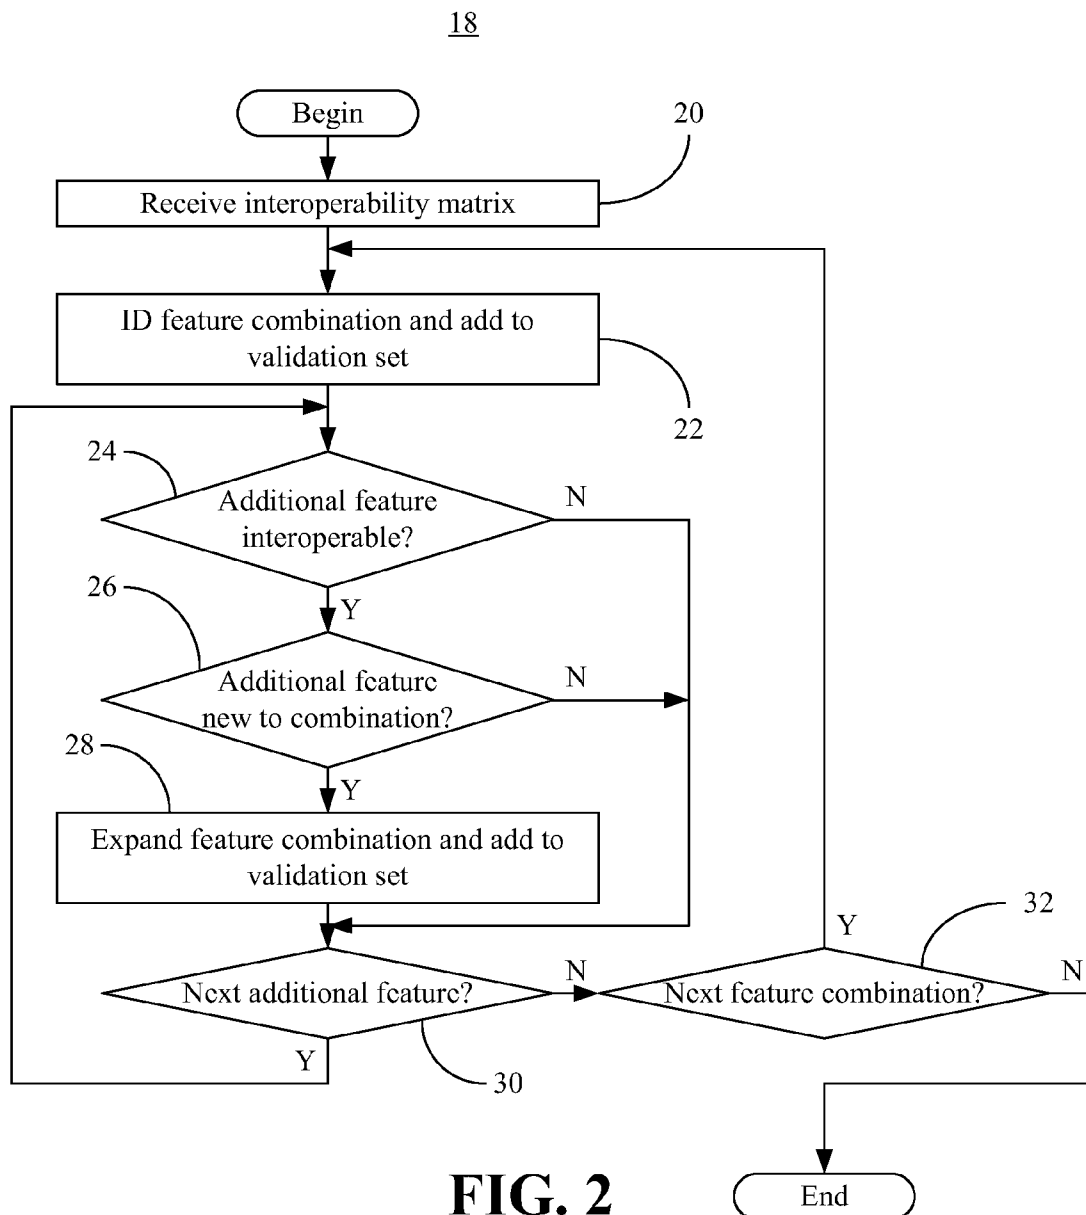 18
Begin
20
Receive interoperability matrix
ID feature combination and add to
validation set
22
24
Additional feature
interoperable?
N
Y
26
Additional feature
new to combination?
N
Y
28
Expand feature combination and add to
validation set
32
Y
Next additional feature?
N
Next feature combination?
N
Y
30
FIG. 2
End